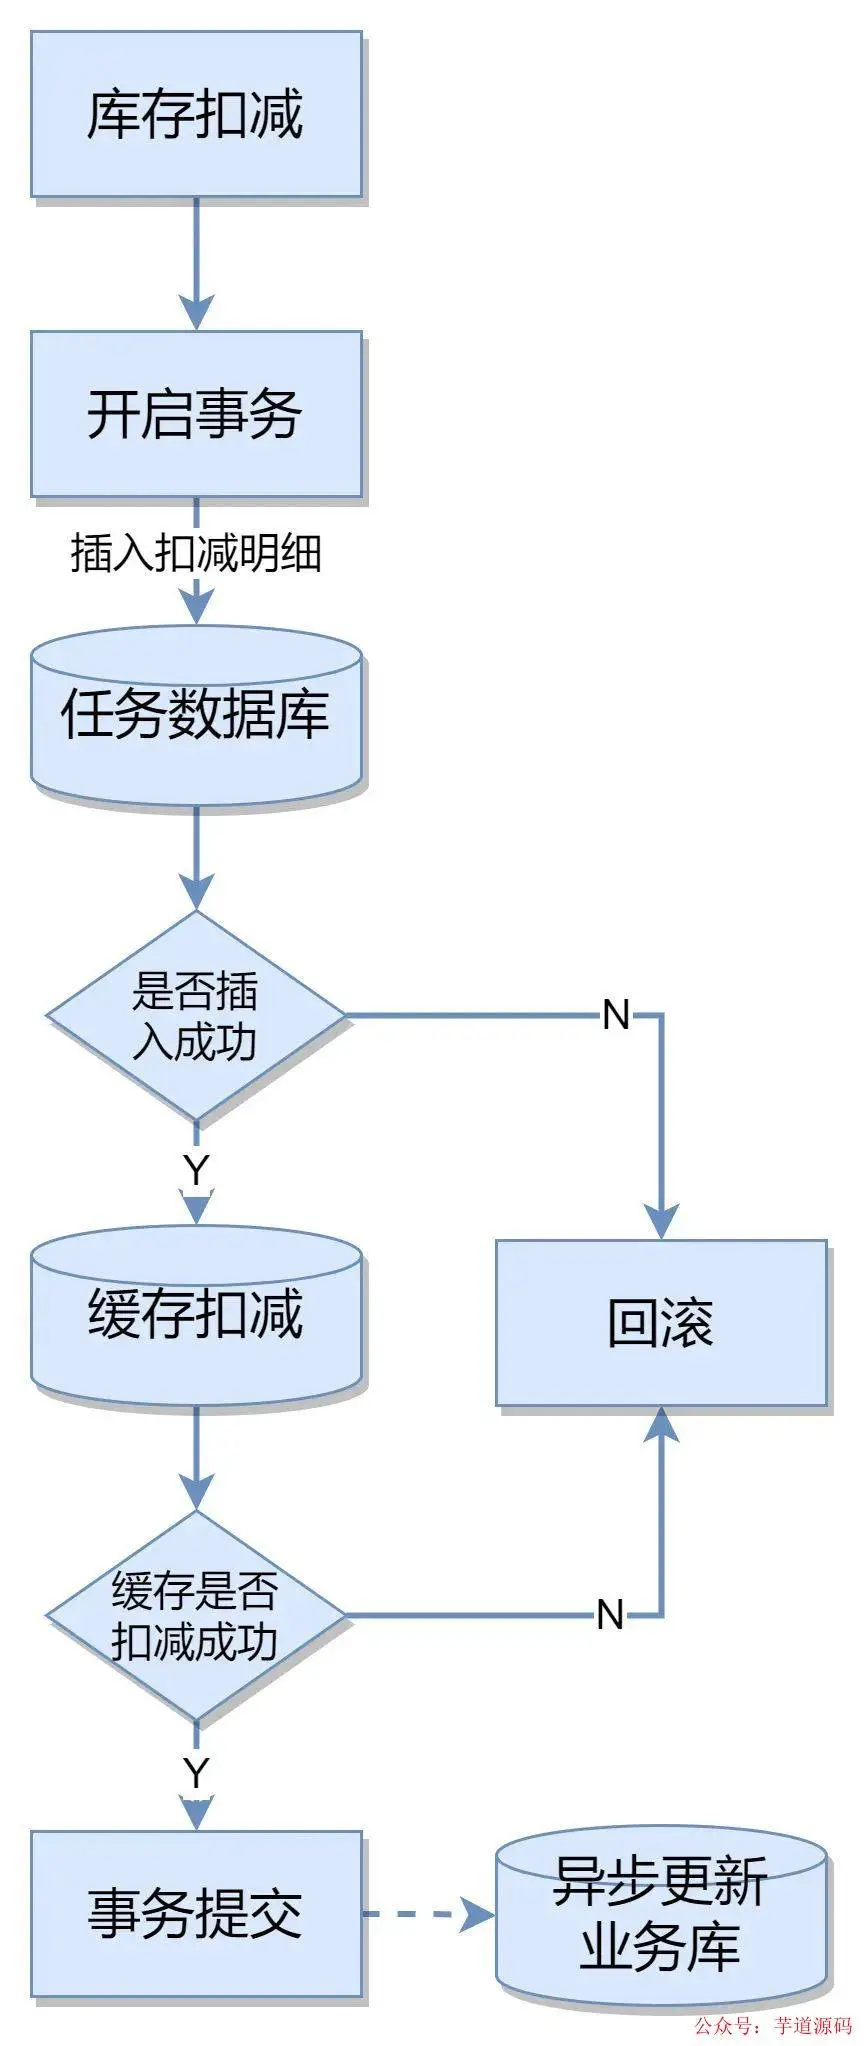 库存扣减
开启事务
插入扣减明细
任务数据库
是否插
入成功
N
Y
缓存扣减
回滚
缓存是否
扣减成功
N
Y
事务提交
异步更新
业务库
公众号：芋道源码